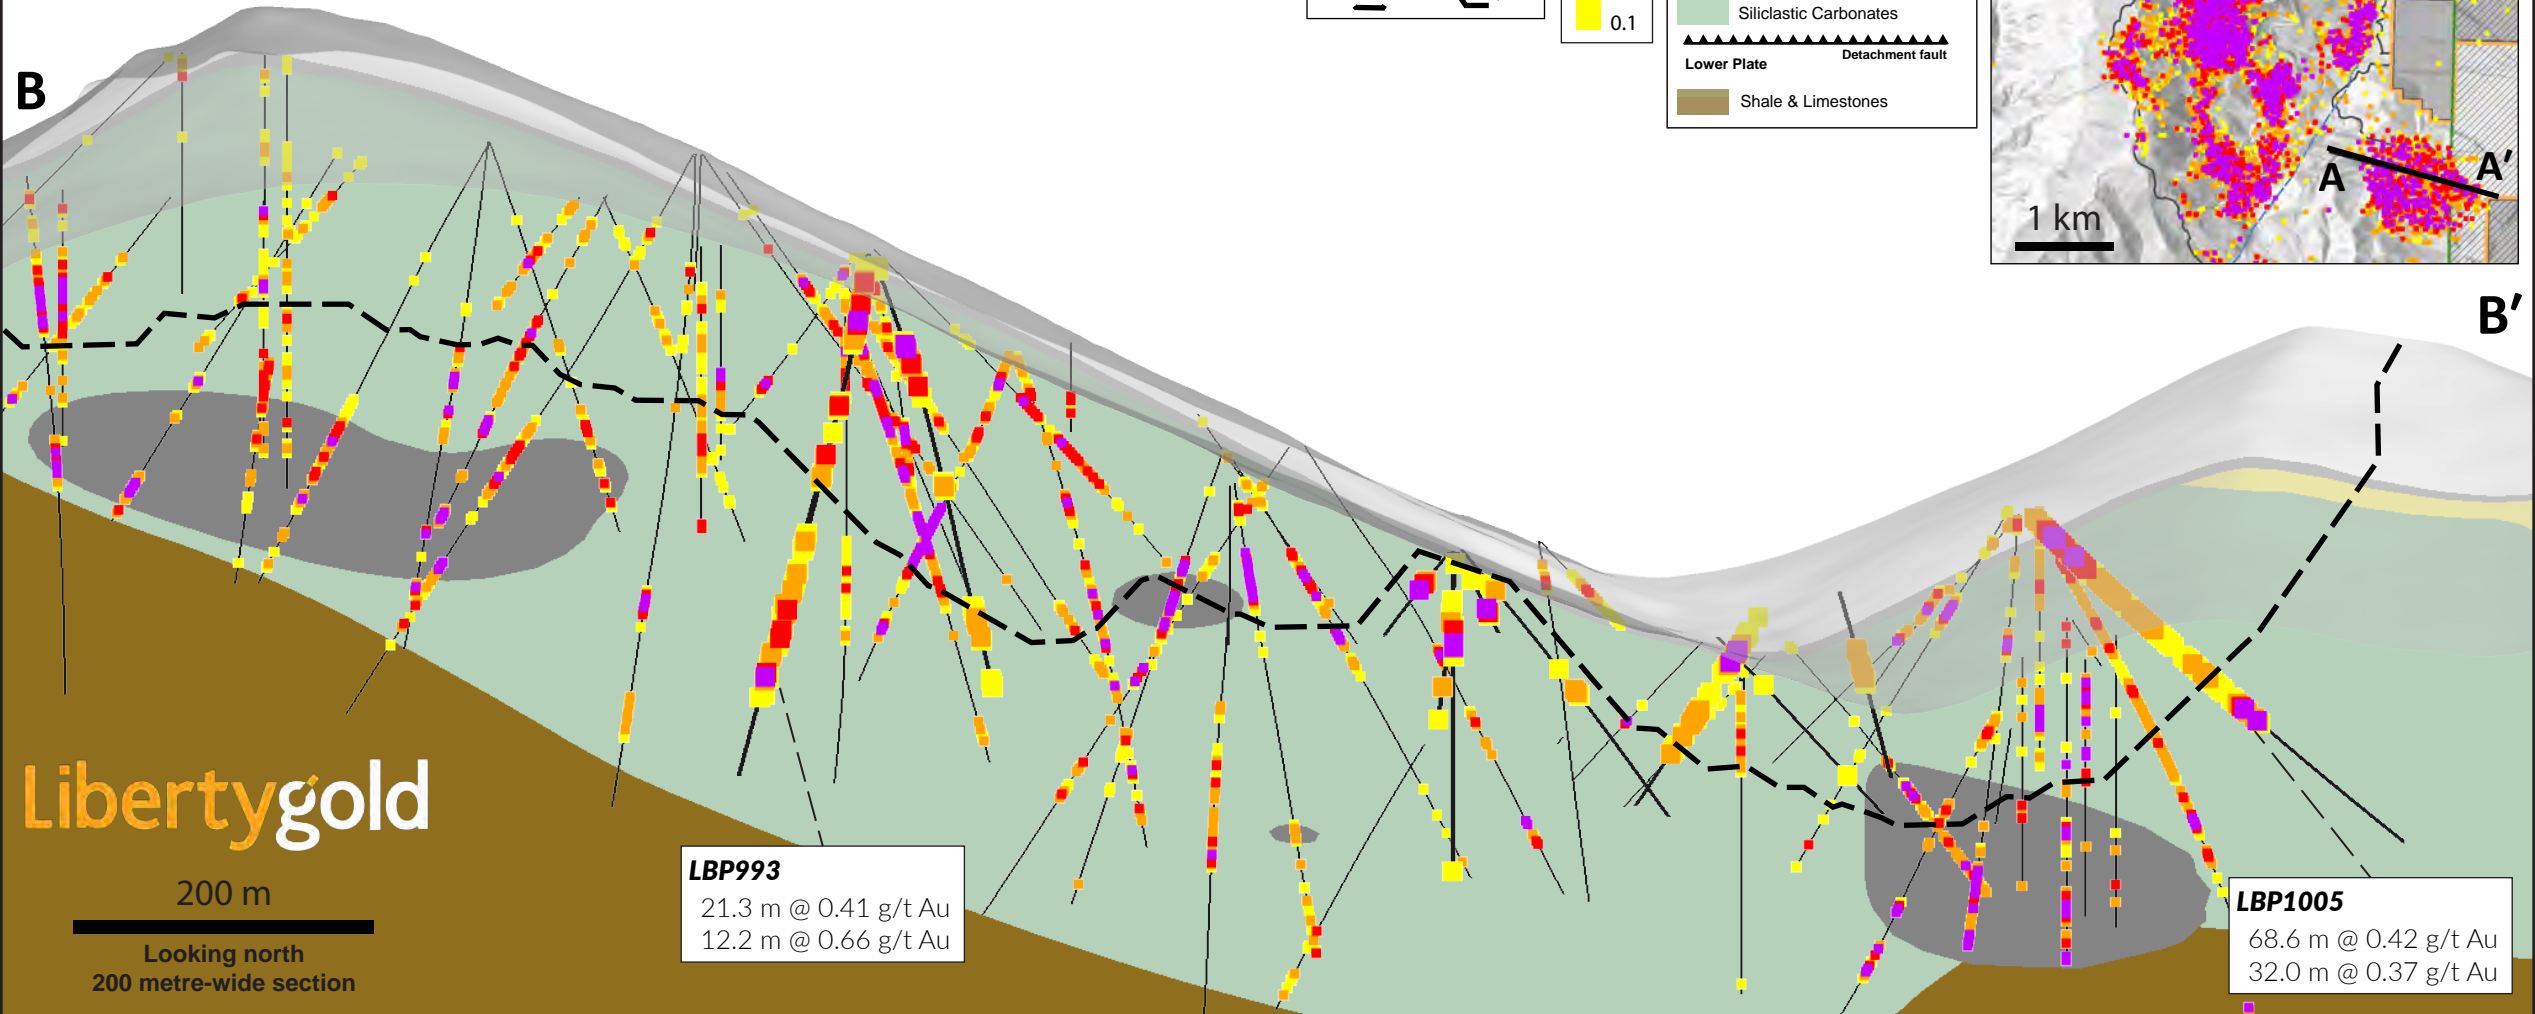 0.1
Siliclastic Carbonates
Detachment fault
Lower Plate
Shale & Limestones
B
A
A'
1 km
B'
Libertygold
200 m
Looking north
200 metre-wide section
LBP993
21.3 m @ 0.41 g/t Au
12.2 m @ 0.66 g/t Au
LBP1005
68.6 m @ 0.42 g/t Au
32.0 m @ 0.37 g/t Au